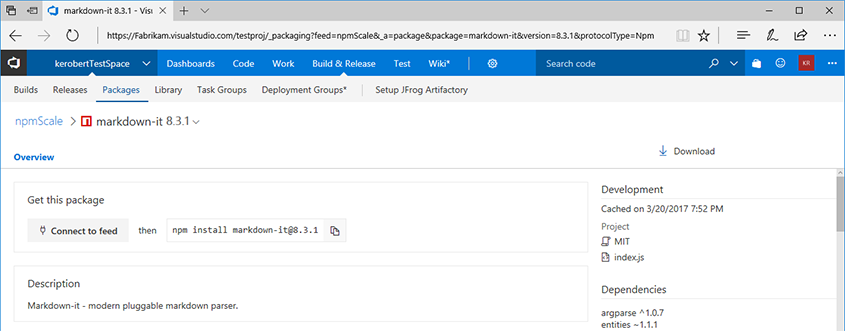 markdown-it 8.3.1 - Visu
https://Fabrikam.visualstudio.com/testproj/_packaging?feed=npmScale&_a=package&package=markdown-it&version=8.3.1&protocolType=Npm
kerobertTestSpace Dashboards Code Work Build & Release Test Wiki* Search code KR
Builds Releases Packages Library Task Groups Deployment Groups* Setup JFrog Artifactory
npmScale > markdown-it 8.3.1
Overview
Download
Get this package
Connect to feed then npm install markdown-it@8.3.1
Description
Markdown-it - modern pluggable markdown parser.
Development
Cached on 3/20/2017 7:52 PM
Project
MIT
index.js
Dependencies
argparse ^1.0.7
entities ~1.1.1